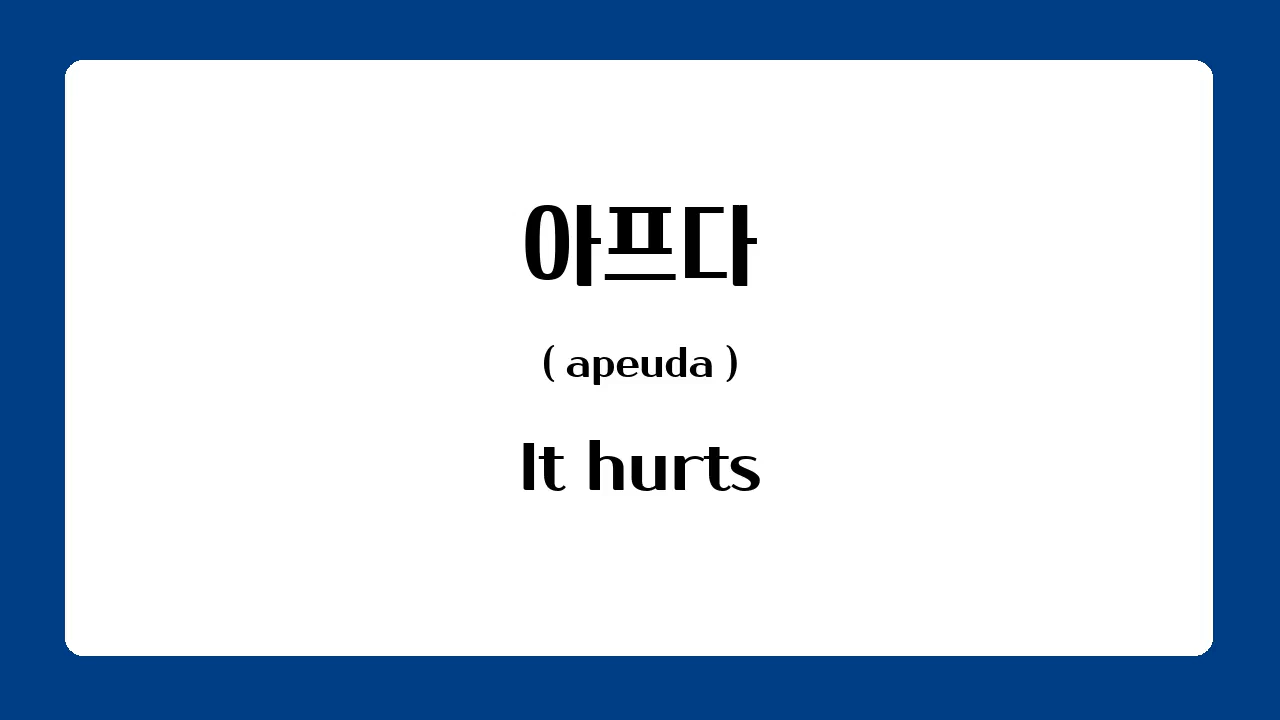 아프다
( apeuda )
It hurts